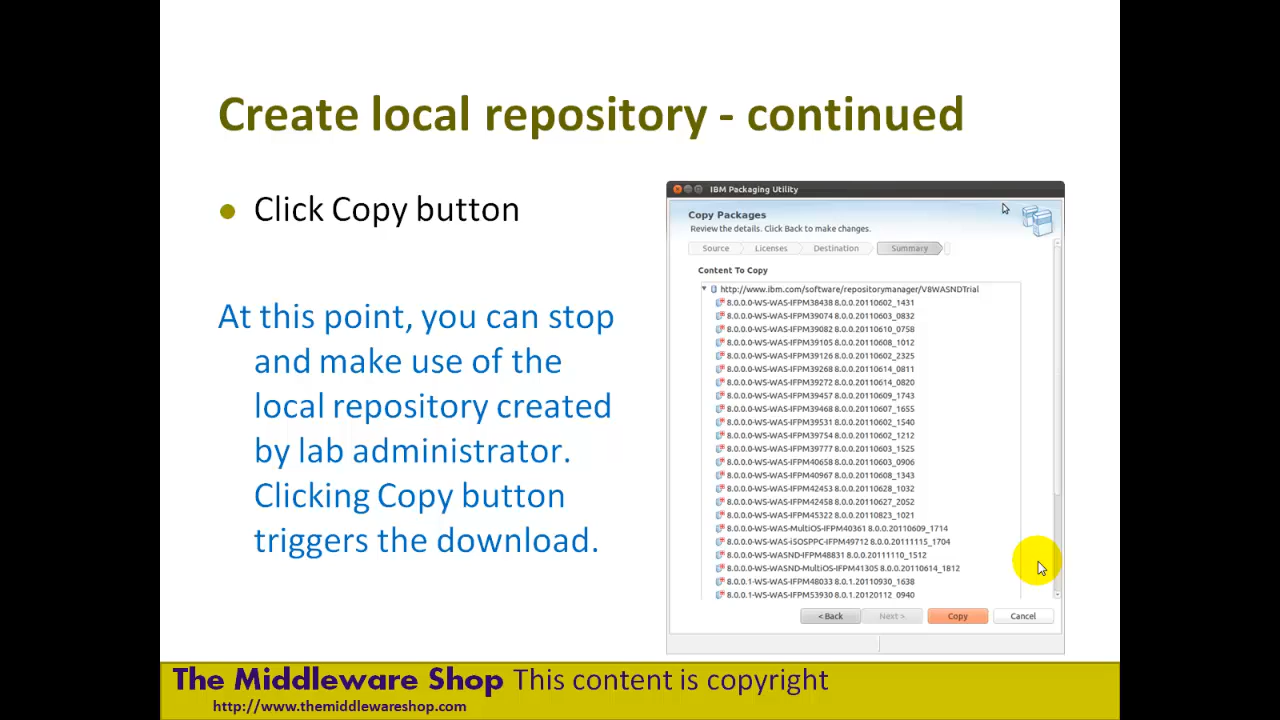 Create local repository - continued
Click Copy button
At this point, you can stop
and make use of the
local repository created
by lab administrator.
Clicking Copy button
triggers the download.
IBM Packaging Utility
Copy Packages
Review the details. Click Back to make changes.
Source Licenses Destination Summary
Content To Copy
http://www.ibm.com/software/repositorymanager/V8WASNDTrial
8.0.0.0-WS-WAS-IFPM38438 8.0.0.20110602_1431
8.0.0.0-WS-WAS-IFPM39074 8.0.0.20110603_0832
8.0.0.0-WS-WAS-IFPM39082 8.0.0.20110610_0758
8.0.0.0-WS-WAS-IFPM39105 8.0.0.20110608_1012
8.0.0.0-WS-WAS-IFPM39126 8.0.0.20110602_2325
8.0.0.0-WS-WAS-IFPM39268 8.0.0.20110614_0811
8.0.0.0-WS-WAS-IFPM39272 8.0.0.20110614_0820
8.0.0.0-WS-WAS-IFPM39457 8.0.0.20110609_1743
8.0.0.0-WS-WAS-IFPM39468 8.0.0.20110607_1655
8.0.0.0-WS-WAS-IFPM39531 8.0.0.20110602_1540
8.0.0.0-WS-WAS-IFPM39754 8.0.0.20110602_1212
8.0.0.0-WS-WAS-IFPM39777 8.0.0.20110603_1525
8.0.0.0-WS-WAS-IFPM40658 8.0.0.20110603_0906
8.0.0.0-WS-WAS-IFPM40967 8.0.0.20110608_1343
8.0.0.0-WS-WAS-IFPM42453 8.0.0.20110628_1032
8.0.0.0-WS-WAS-IFPM42458 8.0.0.20110627_2052
8.0.0.0-WS-WAS-IFPM45322 8.0.0.20110823_1021
8.0.0.0-WS-WAS-MultiOS-IFPM40361 8.0.0.20110609_1714
8.0.0.0-WS-WAS-iSOSPPC-IFPM49712 8.0.0.20111115_1704
8.0.0.0-WS-WASND-IFPM48831 8.0.0.20111110_1512
8.0.0.0-WS-WASND-MultiOS-IFPM41305 8.0.0.20110614_1812
8.0.0.1-WS-WAS-IFPM48033 8.0.1.20110930_1638
8.0.0.1-WS-WAS-IFPM53930 8.0.1.20120112_0940
< Back Next > Copy Cancel
The Middleware Shop This content is copyright
http://www.themiddlewareshop.com